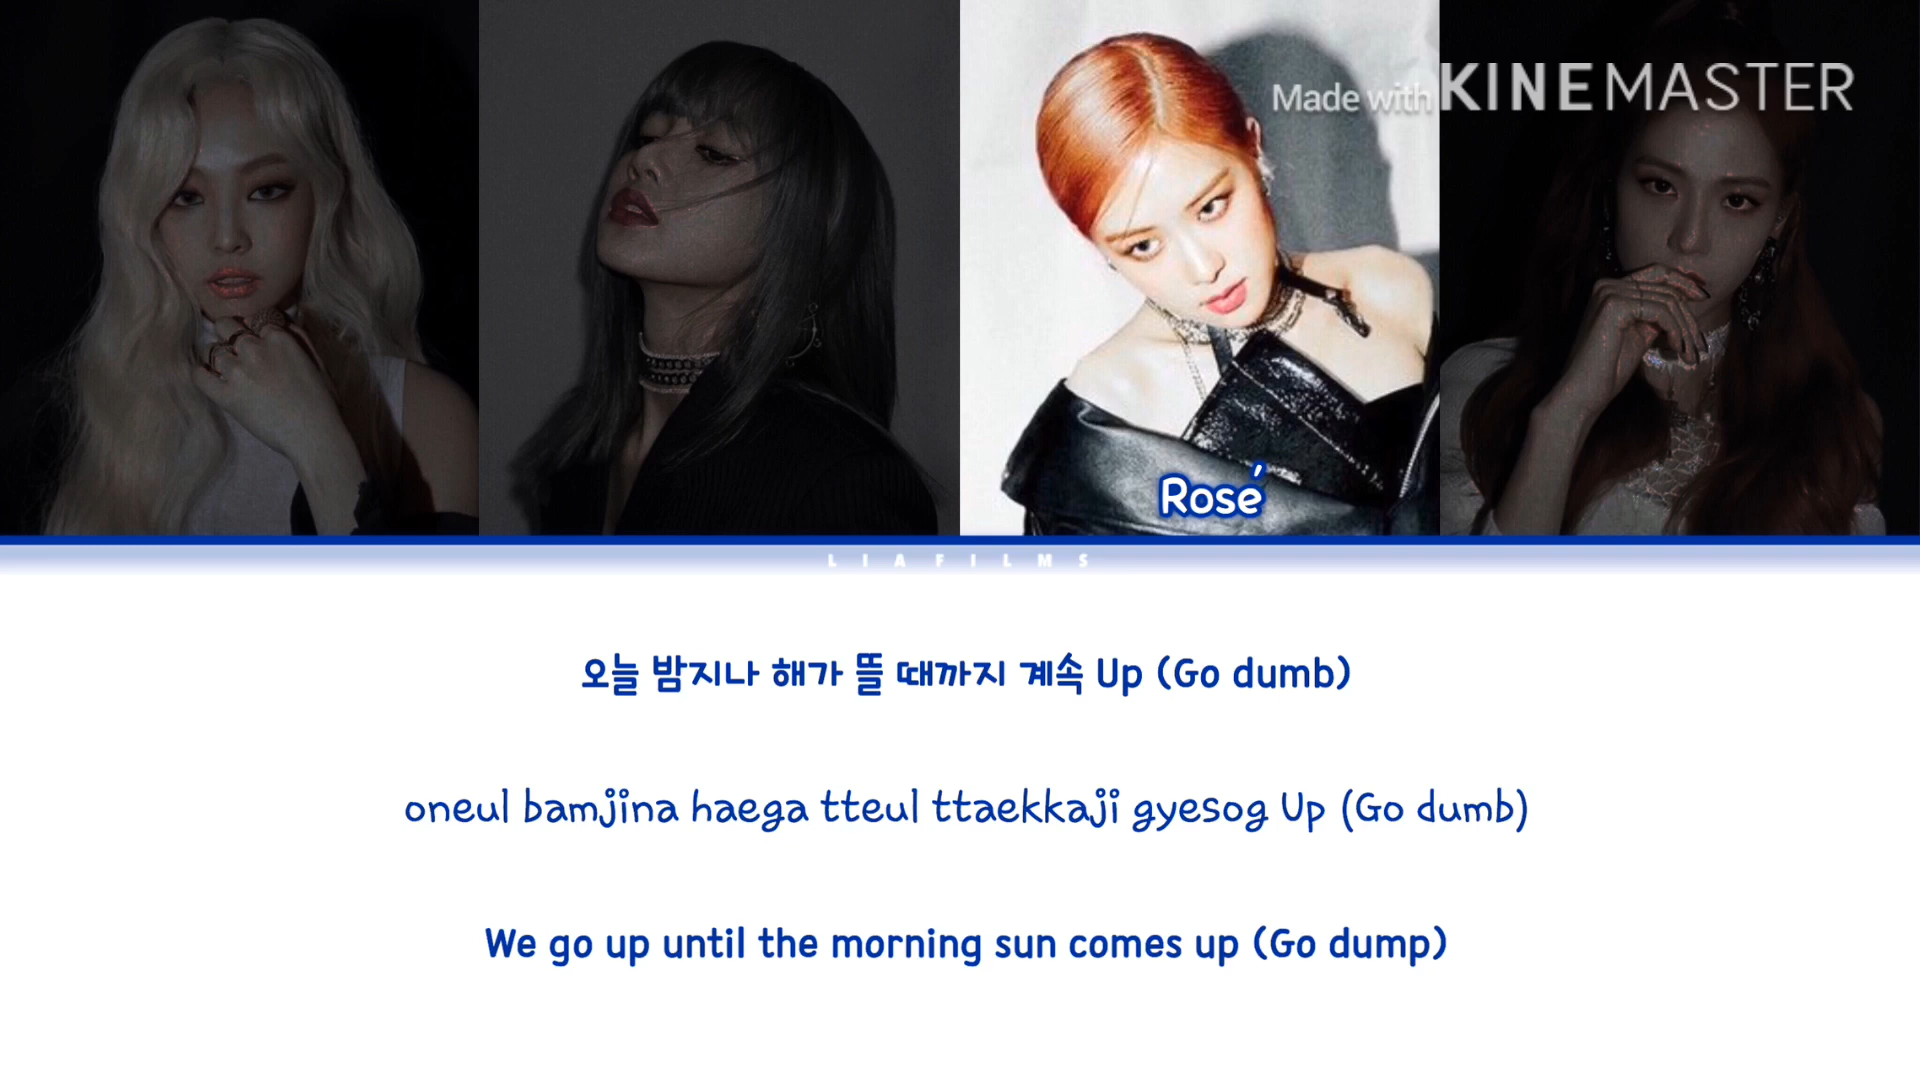 Made with KINEMASTER
Rosé
LIAFILMS
오늘 밤지나 해가 뜰 때까지 계속 Up (Go dumb)
oneul bamjina haega tteul ttaekkaji gyesog Up (Go dumb)
We go up until the morning sun comes up (Go dump)